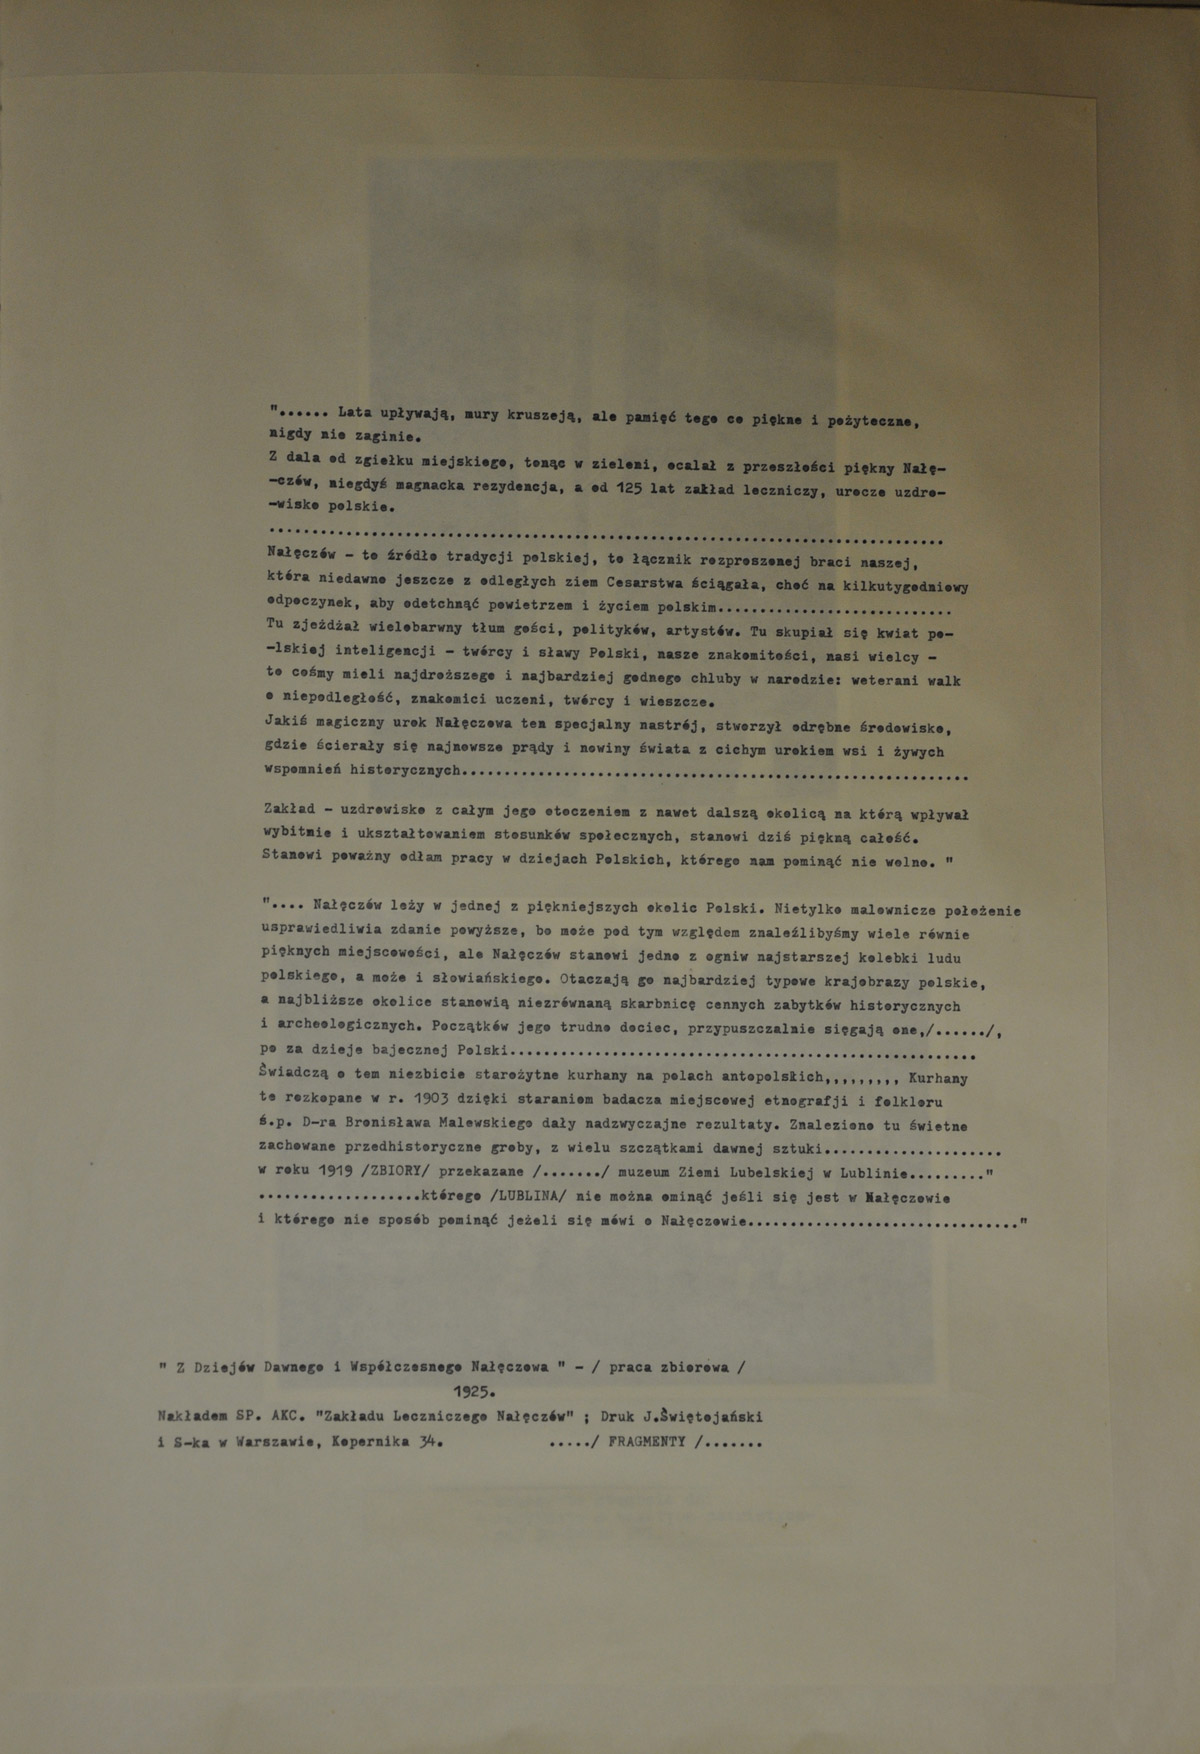 "...... Lata upływają, mury kruszeją, ale pamięć tego co piękne i pożyteczne,
nigdy nie zaginie.
Z dala od zgiełku miejskiego, tonąc w zieleni, ocalał z przeszłości piękny Nałę-
-czów, niegdyś magnacka rezydencja, a od 125 lat zakład leczniczy, urocze uzdro-
-wisko polskie.
................................................................................
Nałęczów - to źródło tradycji polskiej, to łącznik rozproszonej braci naszej,
która niedawno jeszcze z odległych ziem Cesarstwa ściągała, choć na kilkutygodniowy
odpoczynek, aby odetchnąć powietrzem i życiem polskim............................
Tu zjeżdżał wielobarwny tłum gości, polityków, artystów. Tu skupiał się kwiat po-
-lskiej inteligencji - twórcy i sławy Polski, nasze znakomitości, nasi wielcy -
to cośmy mieli najdroższego i najbardziej godnego chluby w narodzie: weterani walk
o niepodległość, znakomici uczeni, twórcy i wieszcze.
Jakiś magiczny urok Nałęczowa ten specjalny nastrój, stworzył odrębne środowisko,
gdzie ścierały się najnowsze prądy i nowiny świata z cichym urokiem wsi i żywych
wspomnień historycznych............................................................
Zakład - uzdrowisko z całym jego otoczeniem z nawet dalszą okolicą na którą wpływał
wybitnie i ukształtowaniem stosunków społecznych, stanowi dziś piękną całość.
Stanowi poważny odłam pracy w dziejach Polskich, którego nam pominąć nie wolno. "
".... Nałęczów leży w jednej z piękniejszych okolic Polski. Nietylko malownicze położenie
usprawiedliwia zdanie powyższe, bo może pod tym względem znaleźlibyśmy wiele równie
pięknych miejscowości, ale Nałęczów stanowi jedno z ogniw najstarszej kolebki ludu
polskiego, a może i słowiańskiego. Otaczają go najbardziej typowe krajobrazy polskie,
a najbliższe okolice stanowią niezrównaną skarbnicę cennych zabytków historycznych
i archeologicznych. Początków jego trudno dociec, przypuszczalnie sięgają one,/....../,
po za dzieje bajecznej Polski.......................................................
Świadczą o tem niezbicie starożytne kurhany na polach antopolskich,,,,,,,,, Kurhany
te rozkopane w r. 1903 dzięki staraniom badacza miejscowej etnografji i folkloru
ś.p. D-ra Bronisława Malewskiego dały nadzwyczajne rezultaty. Znaleziono tu świetne
zachowane przedhistoryczne groby, z wielu szczątkami dawnej sztuki.....................
w roku 1919 /ZBIORY/ przekazane /......./ muzeum Ziemi Lubelskiej w Lublinie........."
...................którego /LUBLINA/ nie można ominąć jeśli się jest w Nałęczowie
i którego nie sposób pominąć jeżeli się mówi o Nałęczowie................................"
" Z Dziejów Dawnego i Współczesnego Nałęczowa " - / praca zbiorowa /
1925.
Nakładem SP. AKC. "Zakładu Leczniczego Nałęczów" ; Druk J.Świętojański
i S-ka w Warszawie, Kopernika 34. ...../ FRAGMENTY /.......